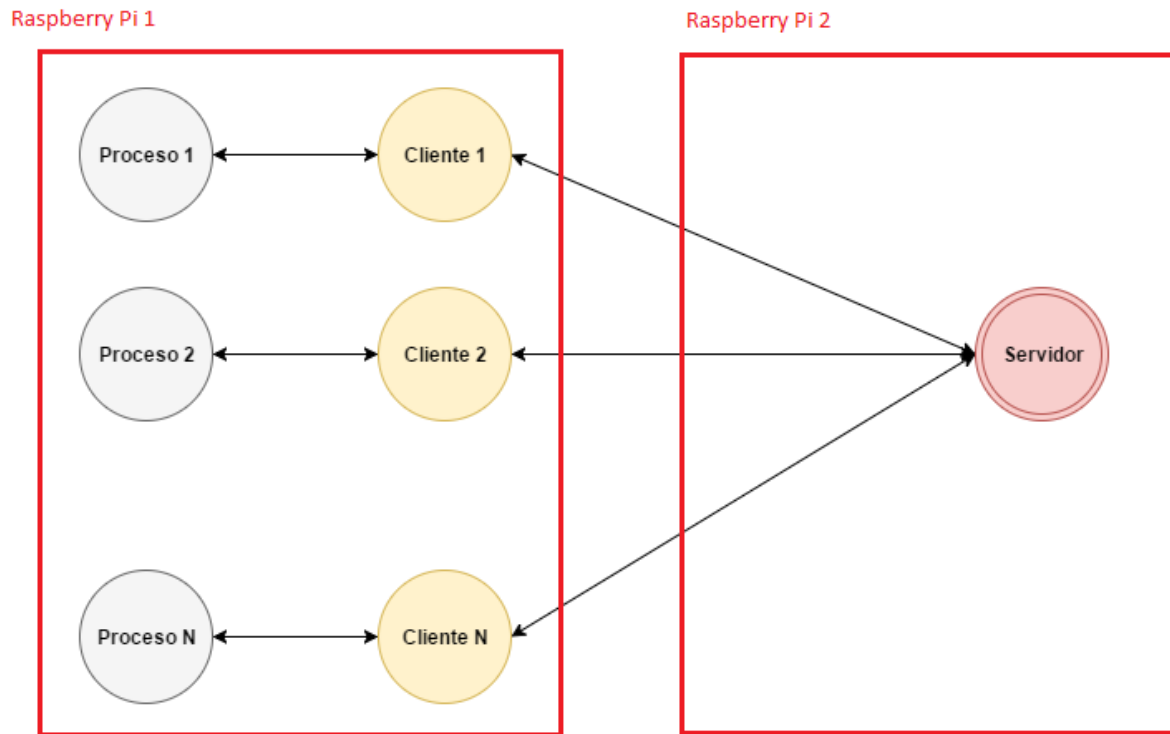 Raspberry Pi 1
Raspberry Pi 2
Proceso 1
Cliente 1
Proceso 2
Cliente 2
Servidor
Proceso N
Cliente N